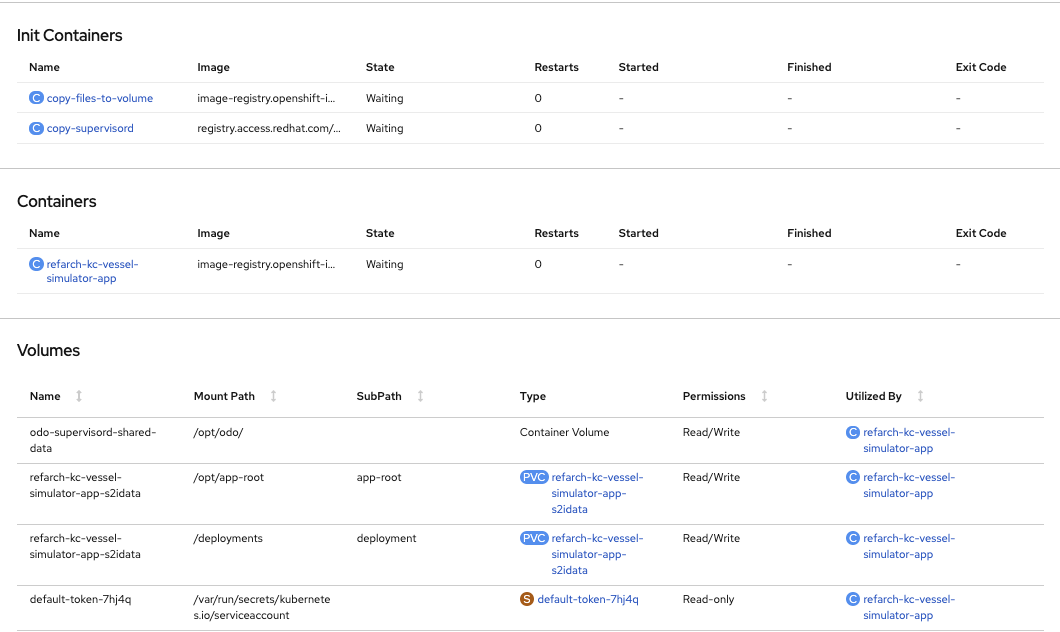 Init Containers
Name Image State Restarts Started Finished Exit Code
C copy-files-to-volume image-registry.openshift-i... Waiting 0 - - -
C copy-supervisord registry.access.redhat.com/... Waiting 0 - - -
Containers
Name Image State Restarts Started Finished Exit Code
C refarch-kc-vessel- image-registry.openshift-i... Waiting 0 - - -
simulator-app
Volumes
Name Mount Path SubPath Type Permissions Utilized By
odo-supervisord-shared- /opt/odo/ Container Volume Read/Write C refarch-kc-vessel-
data simulator-app
refarch-kc-vessel- /opt/app-root app-root PVC refarch-kc-vessel- Read/Write C refarch-kc-vessel-
simulator-app-s2idata simulator-app- simulator-app
s2idata
refarch-kc-vessel- /deployments deployment PVC refarch-kc-vessel- Read/Write C refarch-kc-vessel-
simulator-app-s2idata simulator-app- simulator-app
s2idata
default-token-7hj4q /var/run/secrets/kubernete S default-token-7hj4q Read-only C refarch-kc-vessel-
s.io/serviceaccount simulator-app